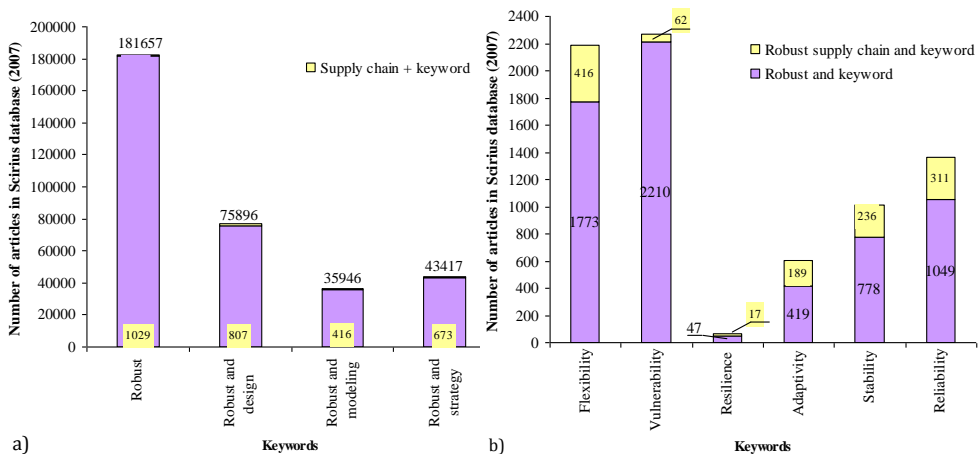 Number of articles in Scirius database (2007)
200000
180000
160000
140000
120000
100000
80000
60000
40000
20000
0
181657
75896
35946
43417
1029
807
416
673
Supply chain + keyword
Robust
Robust and
design
Robust and
modeling
Robust and
strategy
Keywords
a)
Number of articles in Scirius database (2007)
2400
2200
2000
1800
1600
1400
1200
1000
800
600
400
200
0
416
1773
62
2210
47
17
189
419
236
778
311
1049
Robust supply chain and keyword
Robust and keyword
Flexibility
Vulnerability
Resilience
Adaptivity
Stability
Reliability
Keywords
b)